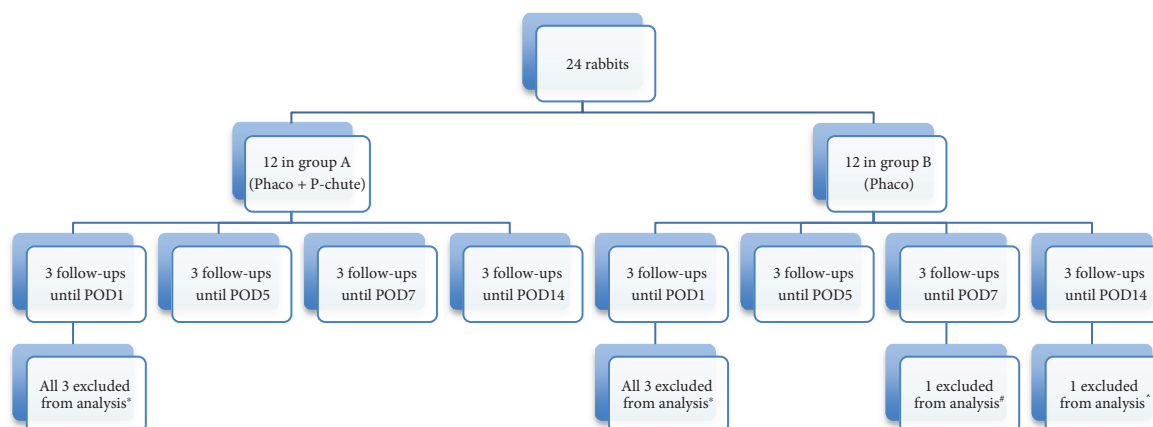 24 rabbits
12 in group A
(Phaco + P-chute)
12 in group B
(Phaco)
3 follow-ups
until POD1
3 follow-ups
until POD5
3 follow-ups
until POD7
3 follow-ups
until POD14
3 follow-ups
until POD1
3 follow-ups
until POD5
3 follow-ups
until POD7
3 follow-ups
until POD14
All 3 excluded
from analysis*
All 3 excluded
from analysis*
1 excluded
from analysis#
1 excluded
from analysis^